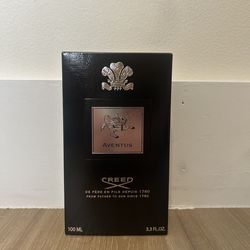 AVENTUS
CREED
DE PÈRE EN FILS DEPUIS 1760
FROM FATHER TO SON SINCE 1760
100 ML 3.3 FL.OZ.